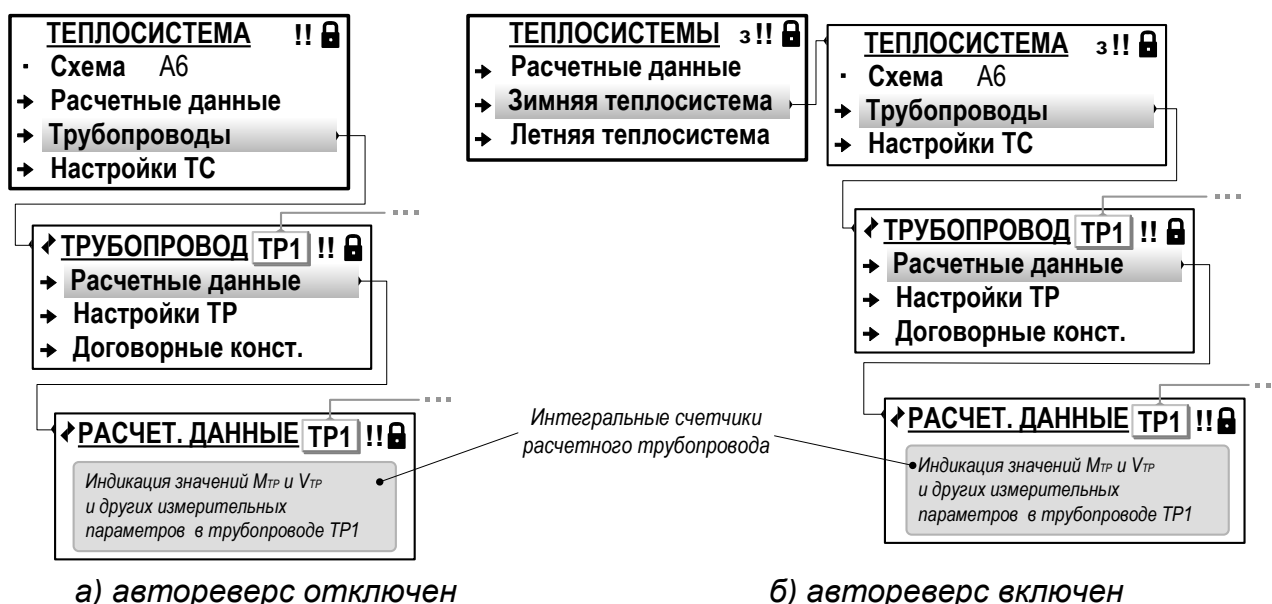 ТЕПЛОСИСТЕМА !!
· Схема А6
Расчетные данные
Трубопроводы
Настройки ТС
ТРУБОПРОВОД ТР1 !!
Расчетные данные
Настройки ТР
Договорные конст.
РАСЧЕТ. ДАННЫЕ ТР1 !!
Индикация значений Mтр и Vтр
и других измерительных
параметров в трубопроводе ТР1
а) автореверс отключен
Интегральные счетчики
расчетного трубопровода
ТЕПЛОСИСТЕМЫ з !!
Расчетные данные
Зимняя теплосистема
Летняя теплосистема
ТЕПЛОСИСТЕМА з !!
· Схема А6
Трубопроводы
Настройки ТС
ТРУБОПРОВОД ТР1 !!
Расчетные данные
Настройки ТР
Договорные конст.
РАСЧЕТ. ДАННЫЕ ТР1 !!
Индикация значений Mтр и Vтр
и других измерительных
параметров в трубопроводе ТР1
б) автореверс включен